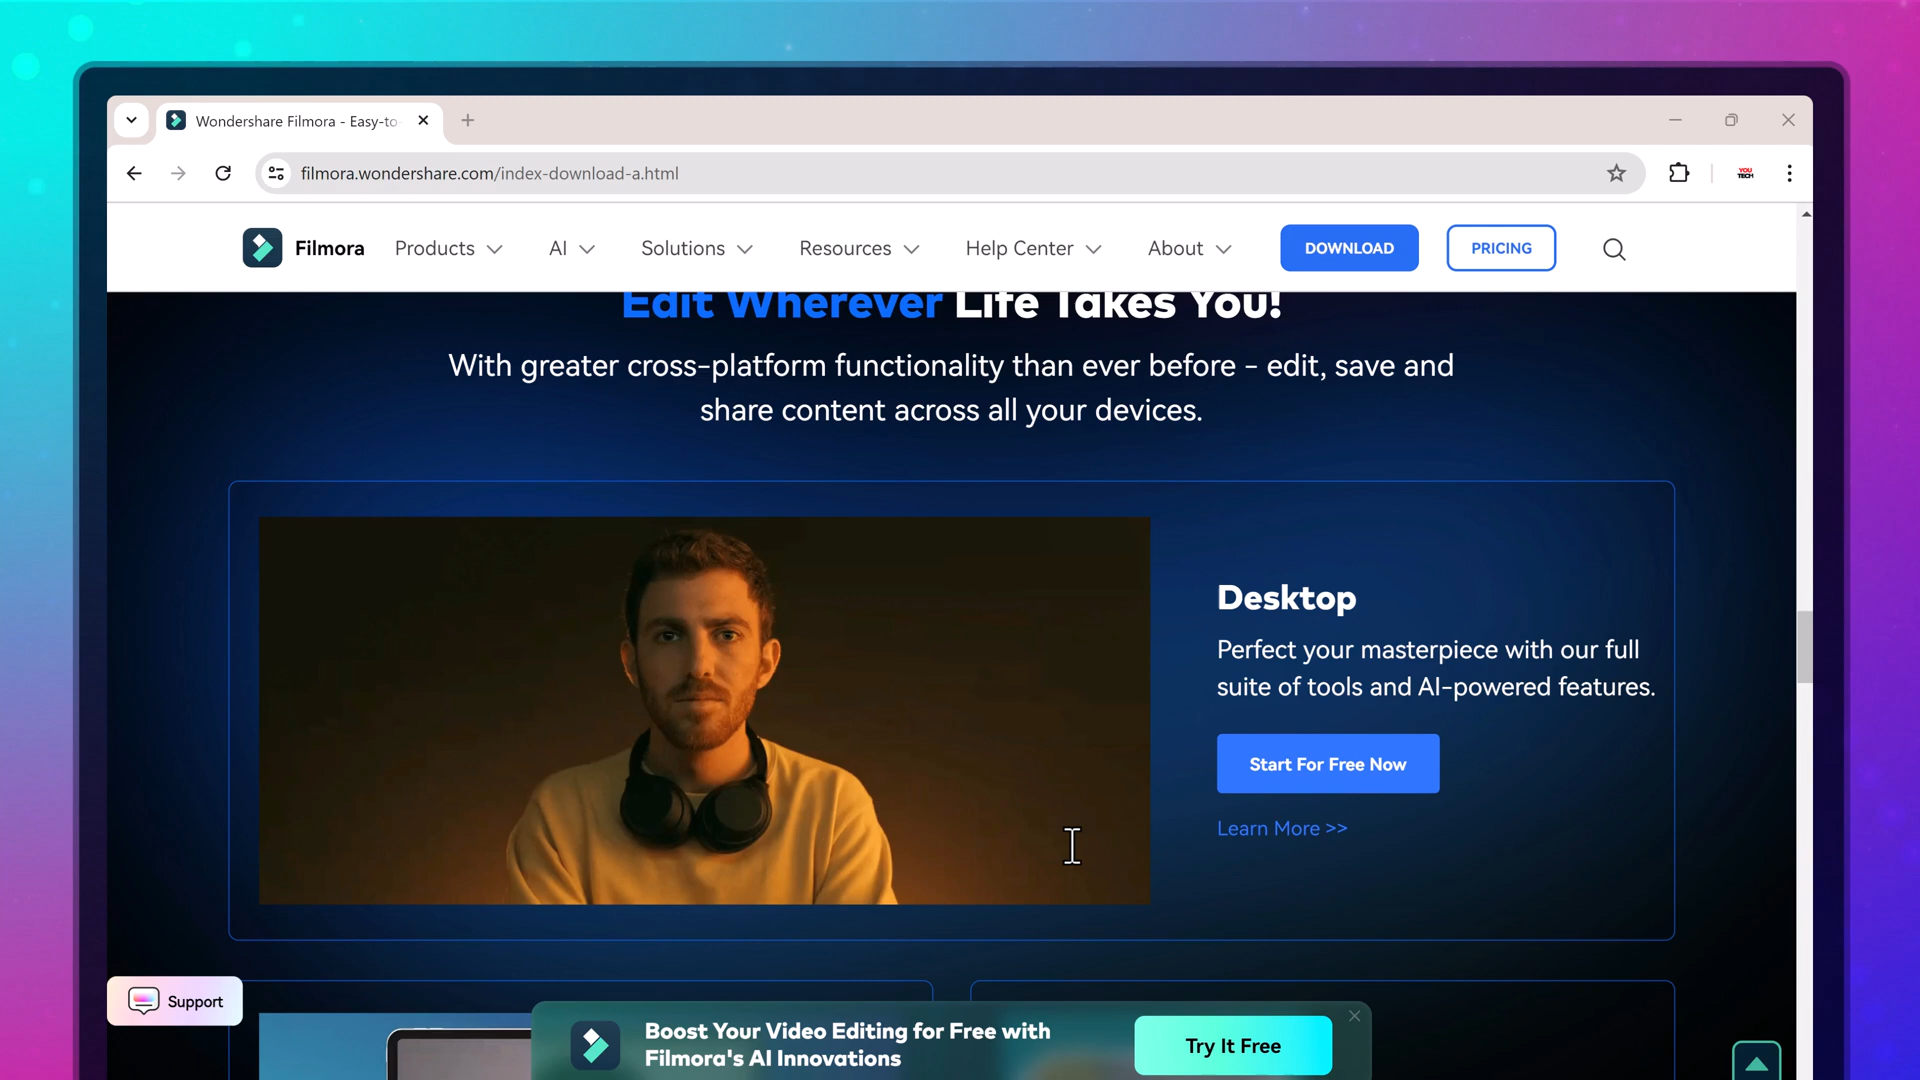 Wondershare Filmora - Easy-to-
filmora.wondershare.com/index-download-a.html
YOU
TECH
Filmora Products AI Solutions Resources Help Center About DOWNLOAD PRICING
Edit Wherever Life Takes You!
With greater cross-platform functionality than ever before - edit, save and
share content across all your devices.
Desktop
Perfect your masterpiece with our full
suite of tools and AI-powered features.
Start For Free Now
Learn More >>
Support
Boost Your Video Editing for Free with
Filmora's AI Innovations
Try It Free